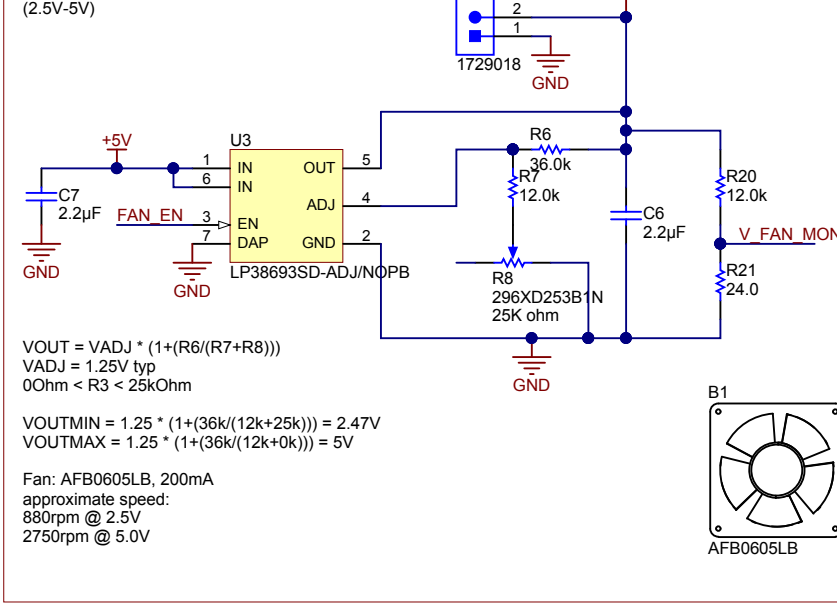 (2.5V-5V)
2
1
1729018
GND
+5V
U3
1
IN
OUT
5
6
IN
ADJ
4
FAN_EN
3
EN
7
DAP
GND
2
LP38693SD-ADJ/NOPB
C7
2.2µF
GND
GND
R6
36.0k
R7
12.0k
R8
296XD253B1N
25K ohm
C6
2.2µF
R20
12.0k
V_FAN_MON
R21
24.0
GND
VOUT = VADJ * (1+(R6/(R7+R8)))
VADJ = 1.25V typ
0Ohm < R3 < 25kOhm
VOUTMIN = 1.25 * (1+(36k/(12k+25k))) = 2.47V
VOUTMAX = 1.25 * (1+(36k/(12k+0k))) = 5V
Fan: AFB0605LB, 200mA
approximate speed:
880rpm @ 2.5V
2750rpm @ 5.0V
B1
AFB0605LB